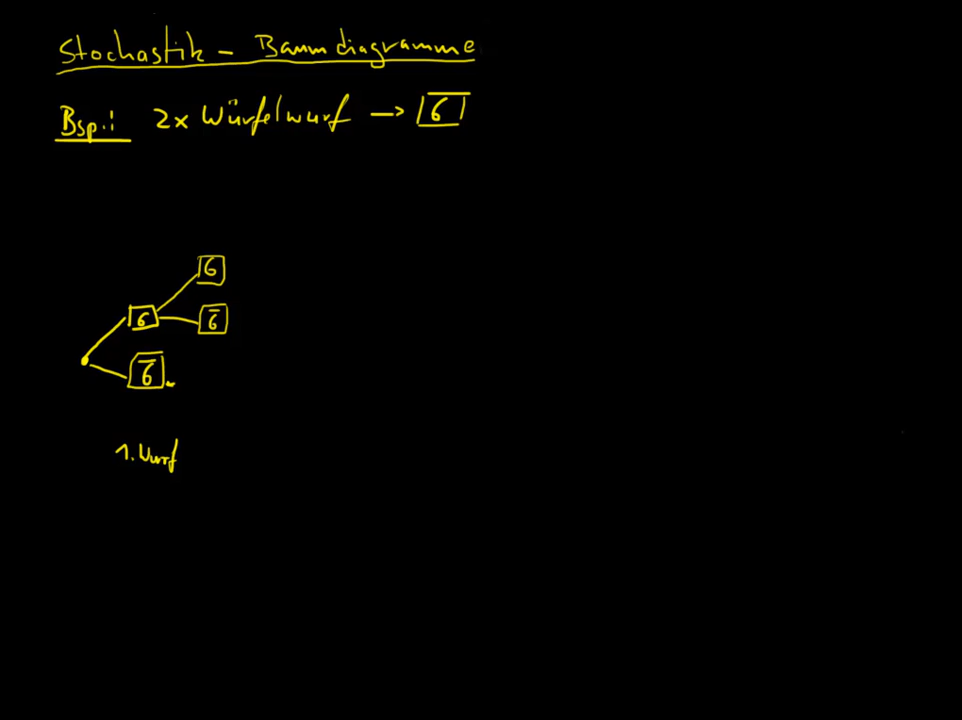 Stochastik - Baumdiagramme
Bsp.: 2x Würfelwurf → 6
6
6 6̅
6̅
1. Wurf